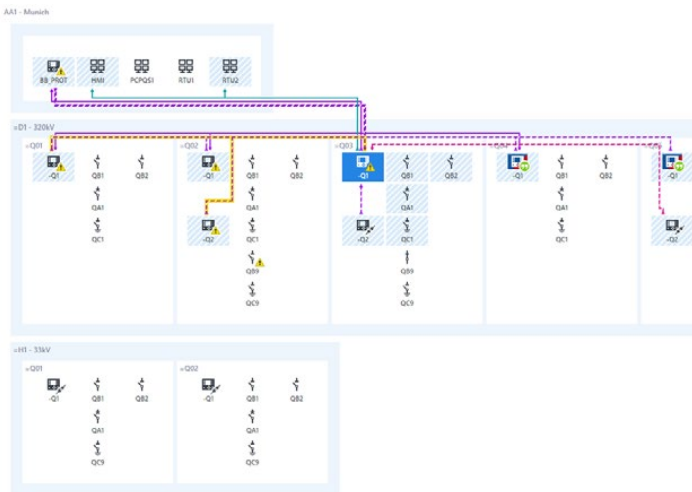 AA1 - Munich
BB_PROT HMI PCPQS1 RTU1 RTU2
=D1 - 320kV
=Q01 =Q02 =Q03
-Q1 QB1 QB2 -Q1 QB1 QB2 -Q1 QB1 QB2 -Q1 QB1 QB2 -Q1
QA1 QA1 QA1 QA1
QC1 -Q2 QC1 -Q2 QC1 QC1 -Q2
QB9 QB9
QC9 QC9
=H1 - 33kV
=Q01 =Q02
-Q1 QB1 QB2 -Q1 QB1 QB2
QA1 QA1
QC9 QC9